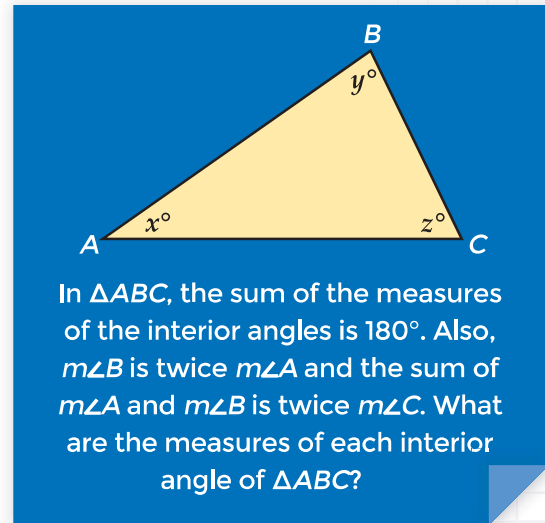 B
y°
x°
z°
A
C
In ΔABC, the sum of the measures
of the interior angles is 180°. Also,
m∠B is twice m∠A and the sum of
m∠A and m∠B is twice m∠C. What
are the measures of each interior
angle of ΔABC?